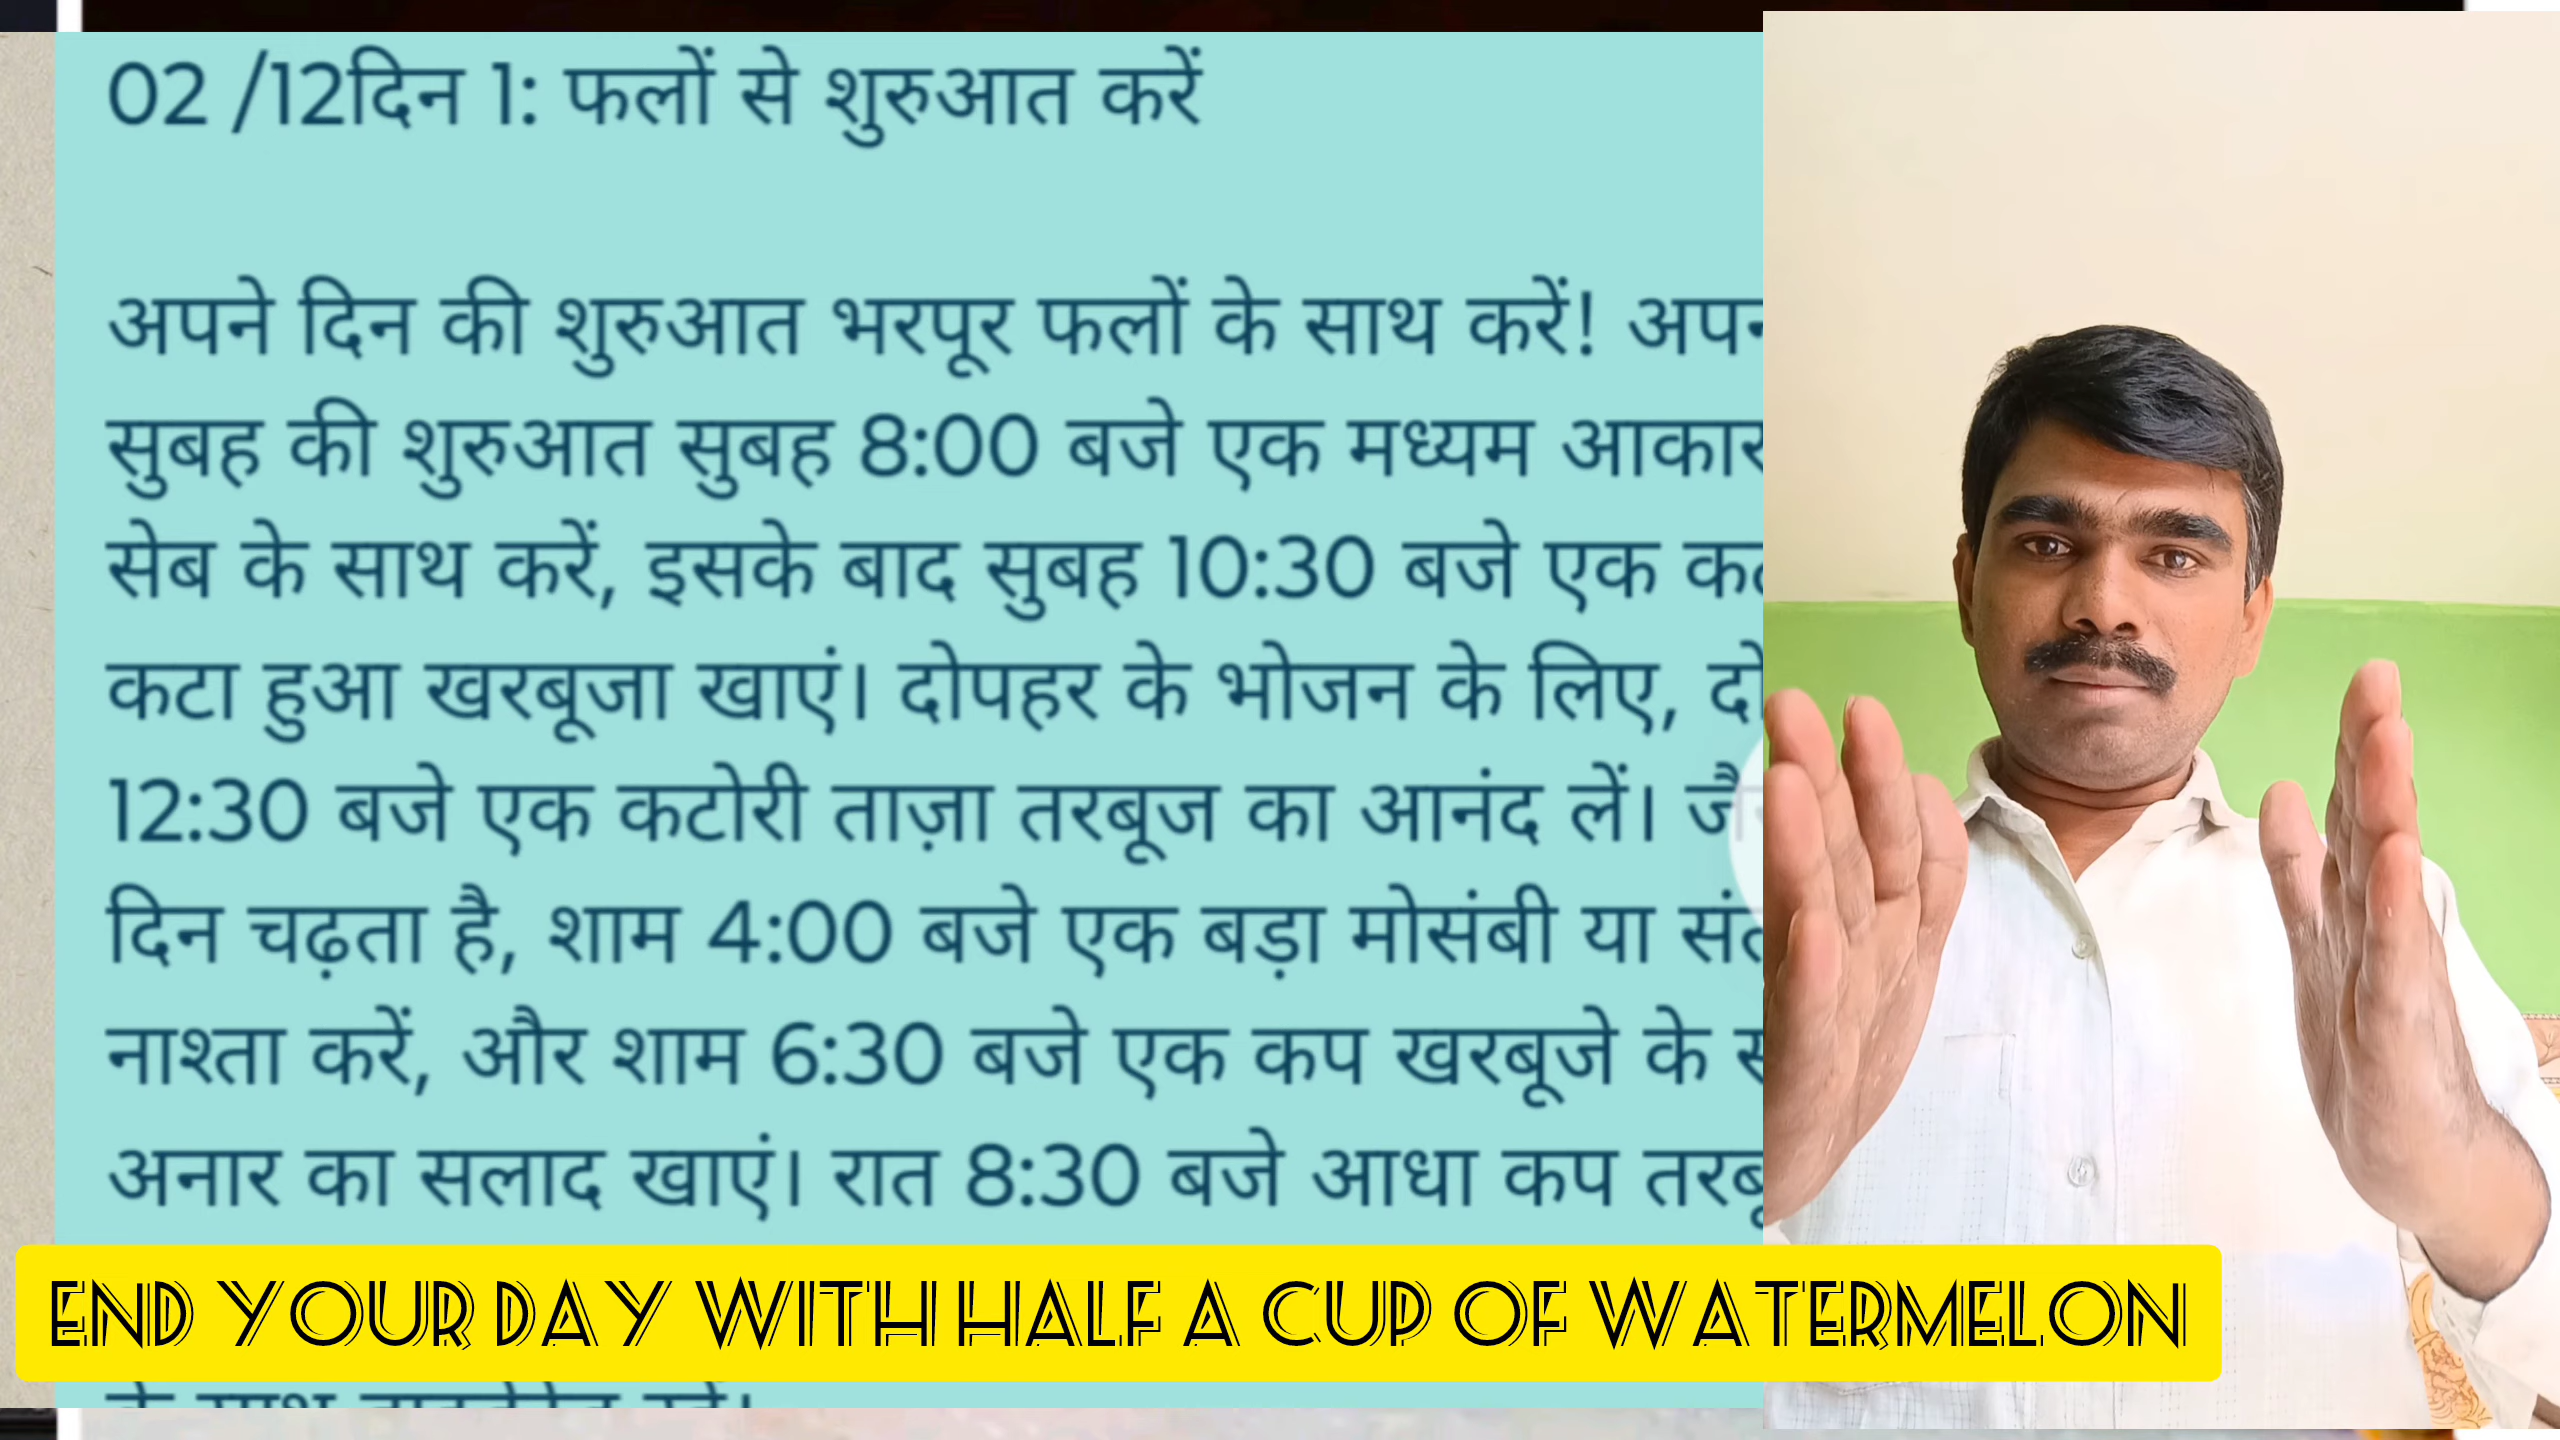 02 /12दिन 1: फलों से शुरुआत करें
अपने दिन की शुरुआत भरपूर फलों के साथ करें!
सुबह की शुरुआत सुबह 8:00 बजे एक मध्यम आकार
सेब के साथ करें, इसके बाद सुबह 10:30 बजे एक
कटा हुआ खरबूजा खाएं। दोपहर के भोजन के लिए,
12:30 बजे एक कटोरी ताज़ा तरबूज का आनंद लें।
दिन चढ़ता है, शाम 4:00 बजे एक बड़ा मोसंबी या
नाश्ता करें, और शाम 6:30 बजे एक कप खरबूजे के
अनार का सलाद खाएं। रात 8:30 बजे आधा कप
END YOUR DAY WITH HALF A CUP OF WATERMELON